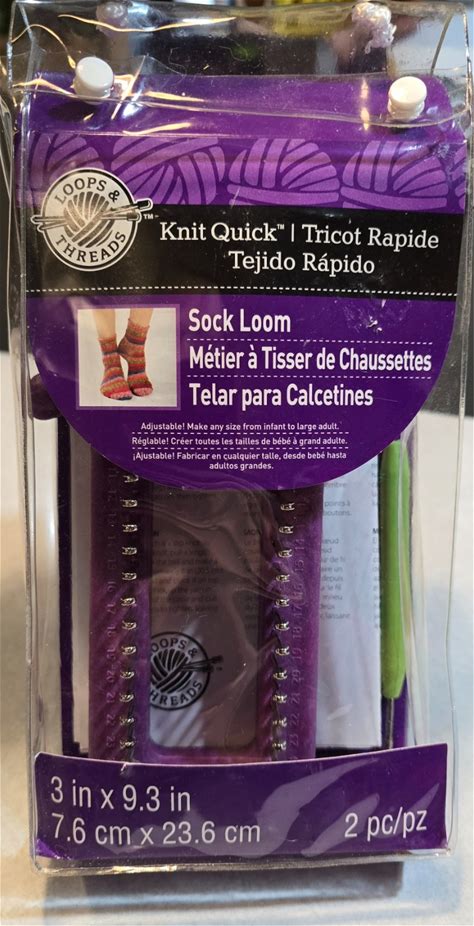 LOOPS &
THREADS™
Knit Quick™ | Tricot Rapide
Tejido Rápido
Sock Loom
Métier à Tisser de Chaussettes
Telar para Calcetines
Adjustable! Make any size from infant to large adult.
Réglable! Créer toutes les tailles de bébé à grand adulte.
¡Ajustable! Fabricar en cualquier talle, desde bebé hasta
adultos grandes.
LOOPS &
THREADS
3 in x 9.3 in
7.6 cm x 23.6 cm
2 pc/pz